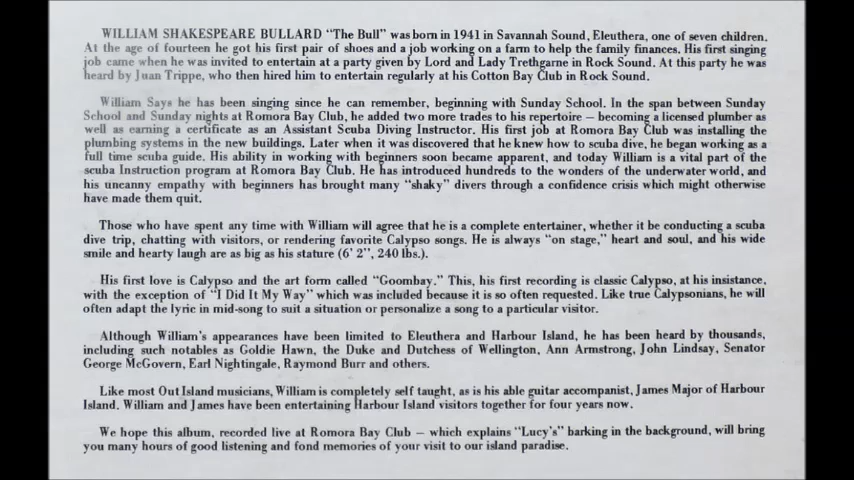 WILLIAM SHAKESPEARE BULLARD "The Bull" was born in 1941 in Savannah Sound, Eleuthera, one of seven children.
At the age of fourteen he got his first pair of shoes and a job working on a farm to help the family finances. His first singing
job came when he was invited to entertain at a party given by Lord and Lady Trethgarne in Rock Sound. At this party he was
heard by Juan Trippe, who then hired him to entertain regularly at his Cotton Bay Club in Rock Sound.
William Says he has been singing since he can remember, beginning with Sunday School. In the span between Sunday
School and Sunday nights at Romora Bay Club, he added two more trades to his repertoire — becoming a licensed plumber as
well as earning a certificate as an Assistant Scuba Diving Instructor. His first job at Romora Bay Club was installing the
plumbing systems in the new buildings. Later when it was discovered that he knew how to scuba dive, he began working as a
full time scuba guide. His ability in working with beginners soon became apparent, and today William is a vital part of the
scuba Instruction program at Romora Bay Club. He has introduced hundreds to the wonders of the underwater world, and
his uncanny empathy with beginners has brought many "shaky" divers through a confidence crisis which might otherwise
have made them quit.
Those who have spent any time with William will agree that he is a complete entertainer, whether it be conducting a scuba
dive trip, chatting with visitors, or rendering favorite Calypso songs. He is always "on stage," heart and soul, and his wide
smile and hearty laugh are as big as his stature (6' 2", 240 lbs.).
His first love is Calypso and the art form called "Goombay." This, his first recording is classic Calypso, at his insistance,
with the exception of "I Did It My Way" which was included because it is so often requested. Like true Calypsonians, he will
often adapt the lyric in mid-song to suit a situation or personalize a song to a particular visitor.
Although William's appearances have been limited to Eleuthera and Harbour Island, he has been heard by thousands,
including such notables as Goldie Hawn, the Duke and Dutchess of Wellington, Ann Armstrong, John Lindsay, Senator
George McGovern, Earl Nightingale, Raymond Burr and others.
Like most Out Island musicians, William is completely self taught, as is his able guitar accompanist, James Major of Harbour
Island. William and James have been entertaining Harbour Island visitors together for four years now.
We hope this album, recorded live at Romora Bay Club — which explains "Lucy's" barking in the background, will bring
you many hours of good listening and fond memories of your visit to our island paradise.